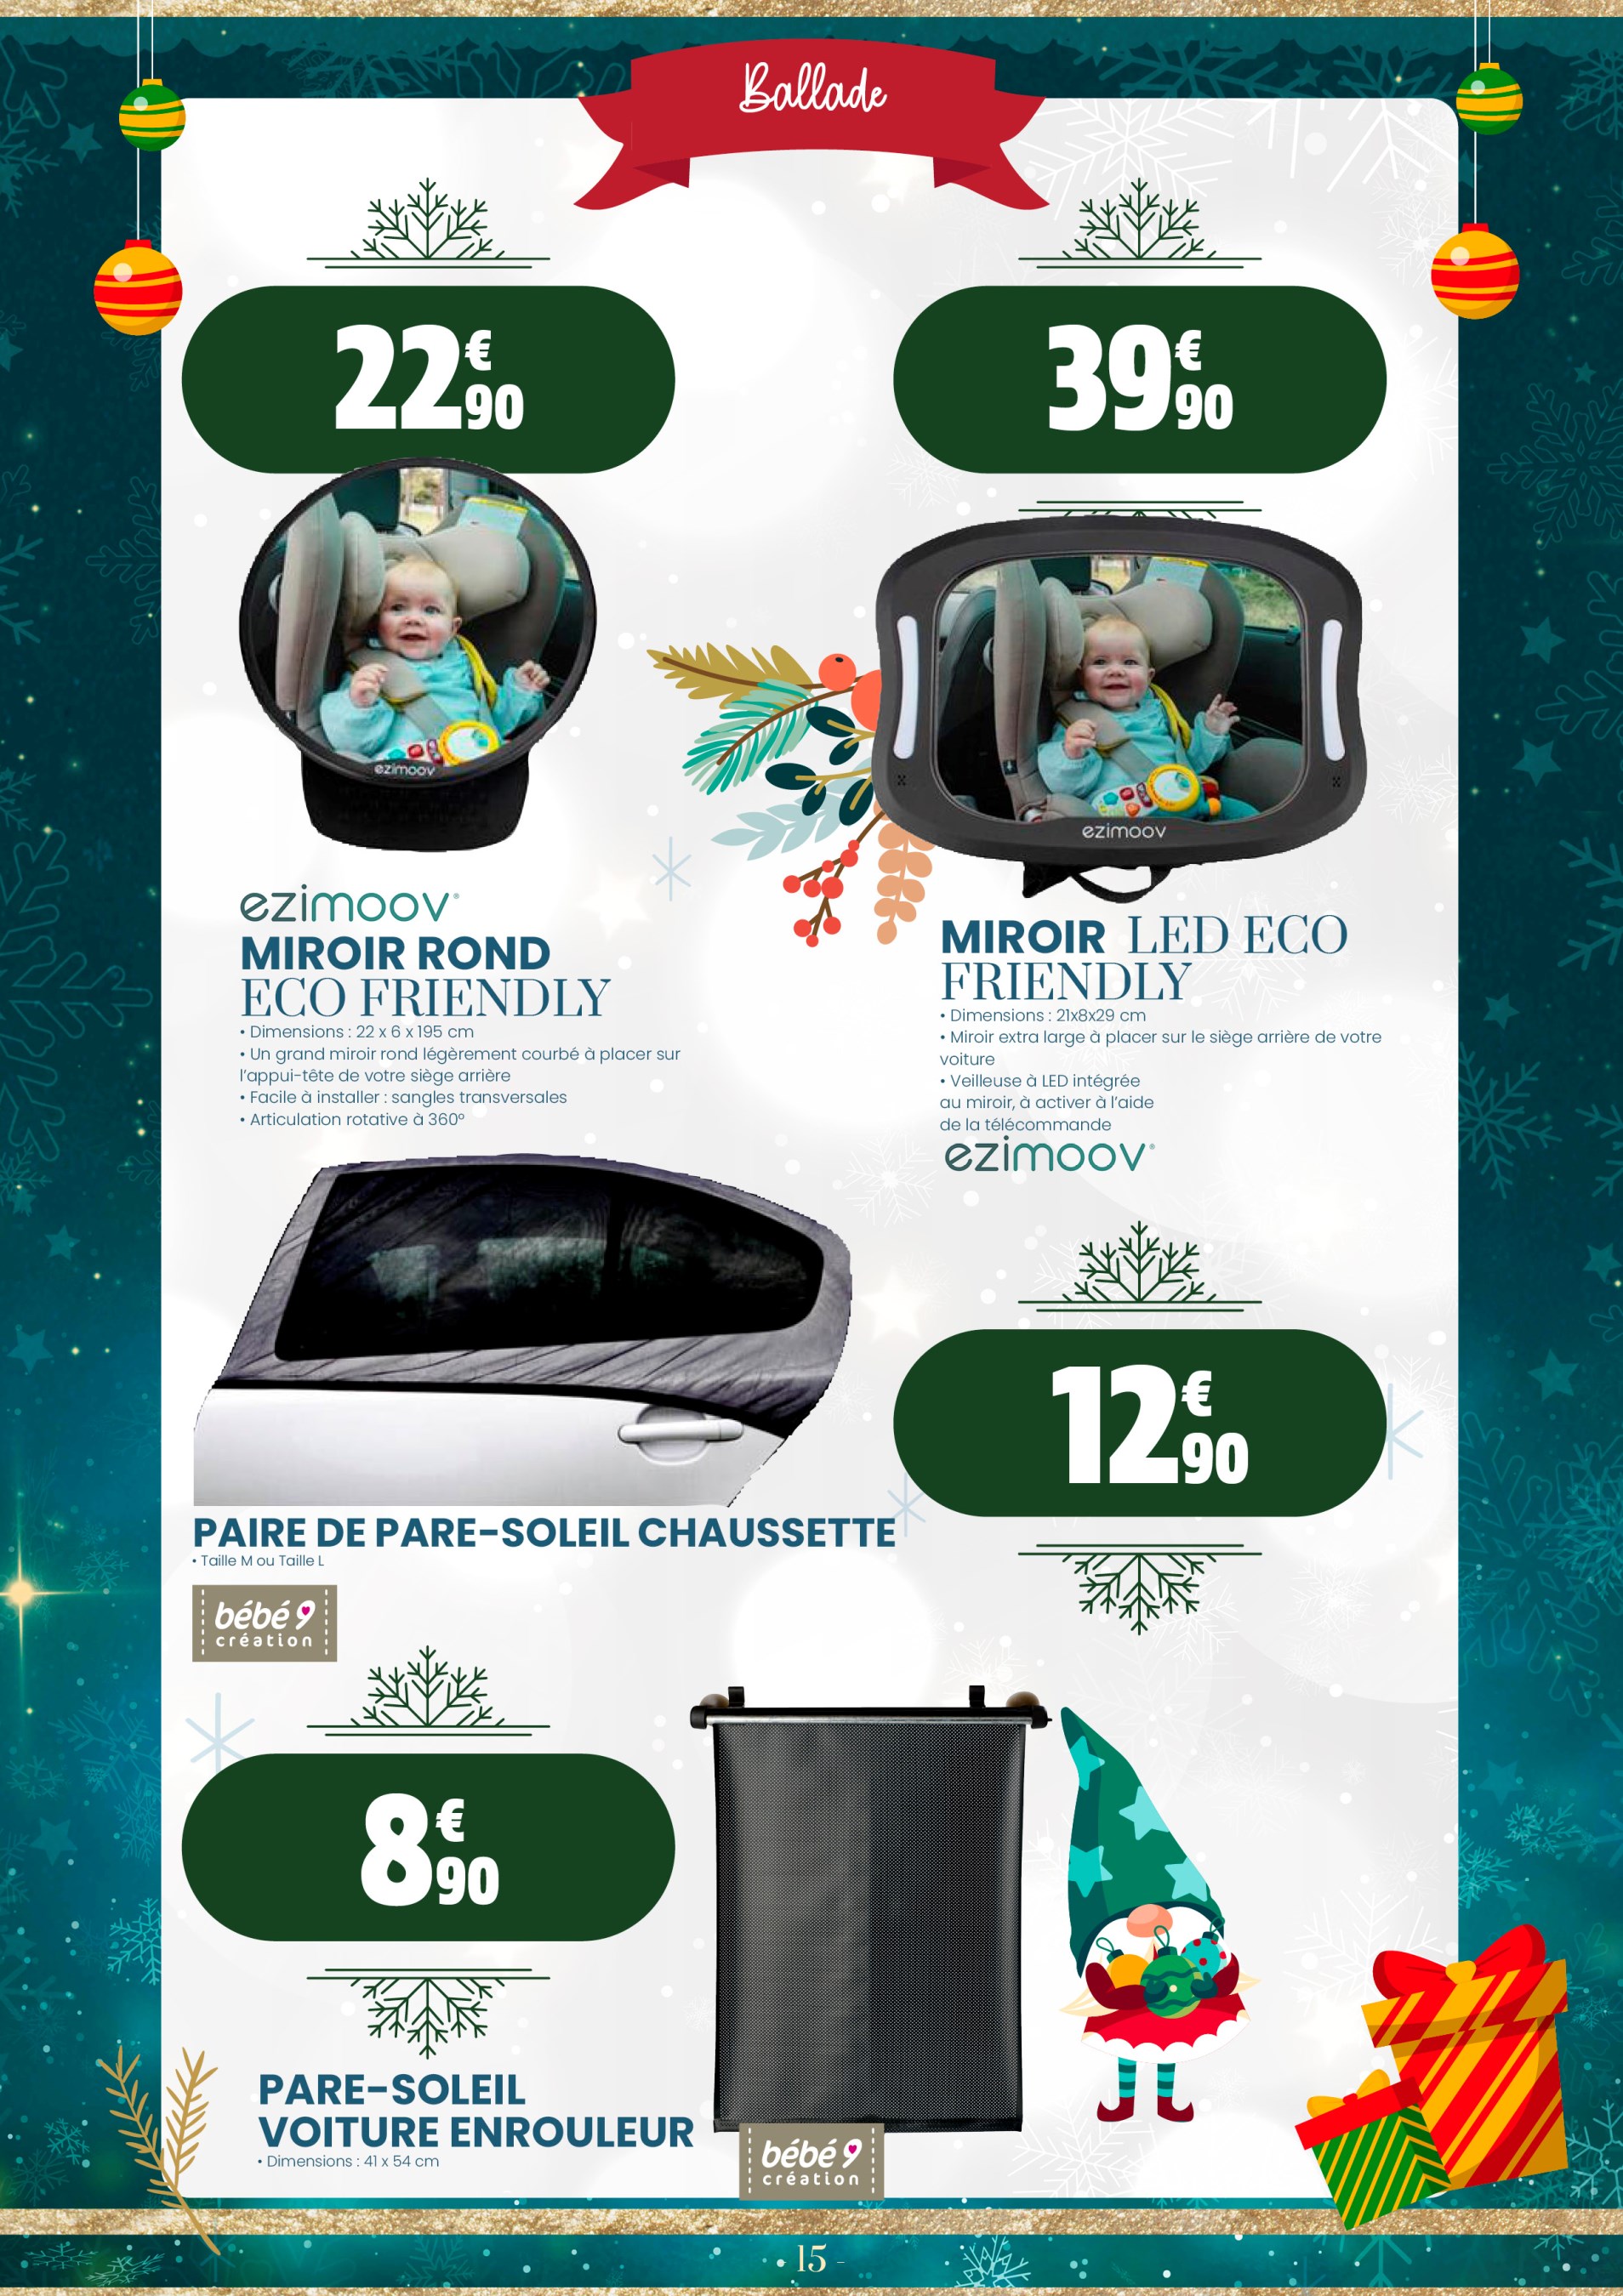 Ballade
22€90
39€90
ezimoov
ezimoov
ezimoov
MIROIR ROND
ECO FRIENDLY
• Dimensions : 22 x 6 x 195 cm
• Un grand miroir rond légèrement courbé à placer sur
l'appui-tête de votre siège arrière
• Facile à installer : sangles transversales
• Articulation rotative à 360°
MIROIR LED ECO
FRIENDLY
• Dimensions : 21x8x29 cm
• Miroir extra large à placer sur le siège arrière de votre
voiture
• Veilleuse à LED intégrée
au miroir, à activer à l'aide
de la télécommande
ezimoov
12€90
PAIRE DE PARE-SOLEIL CHAUSSETTE
• Taille M ou Taille L
bébé 9
création
8€90
PARE-SOLEIL
VOITURE ENROULEUR
• Dimensions : 41 x 54 cm
bébé 9
création
- 15 -